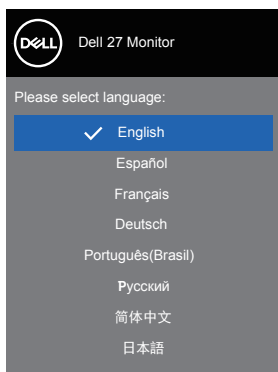 DELL
Dell 27 Monitor
Please select language:
English
Español
Français
Deutsch
Português(Brasil)
Русский
简体中文
日本語